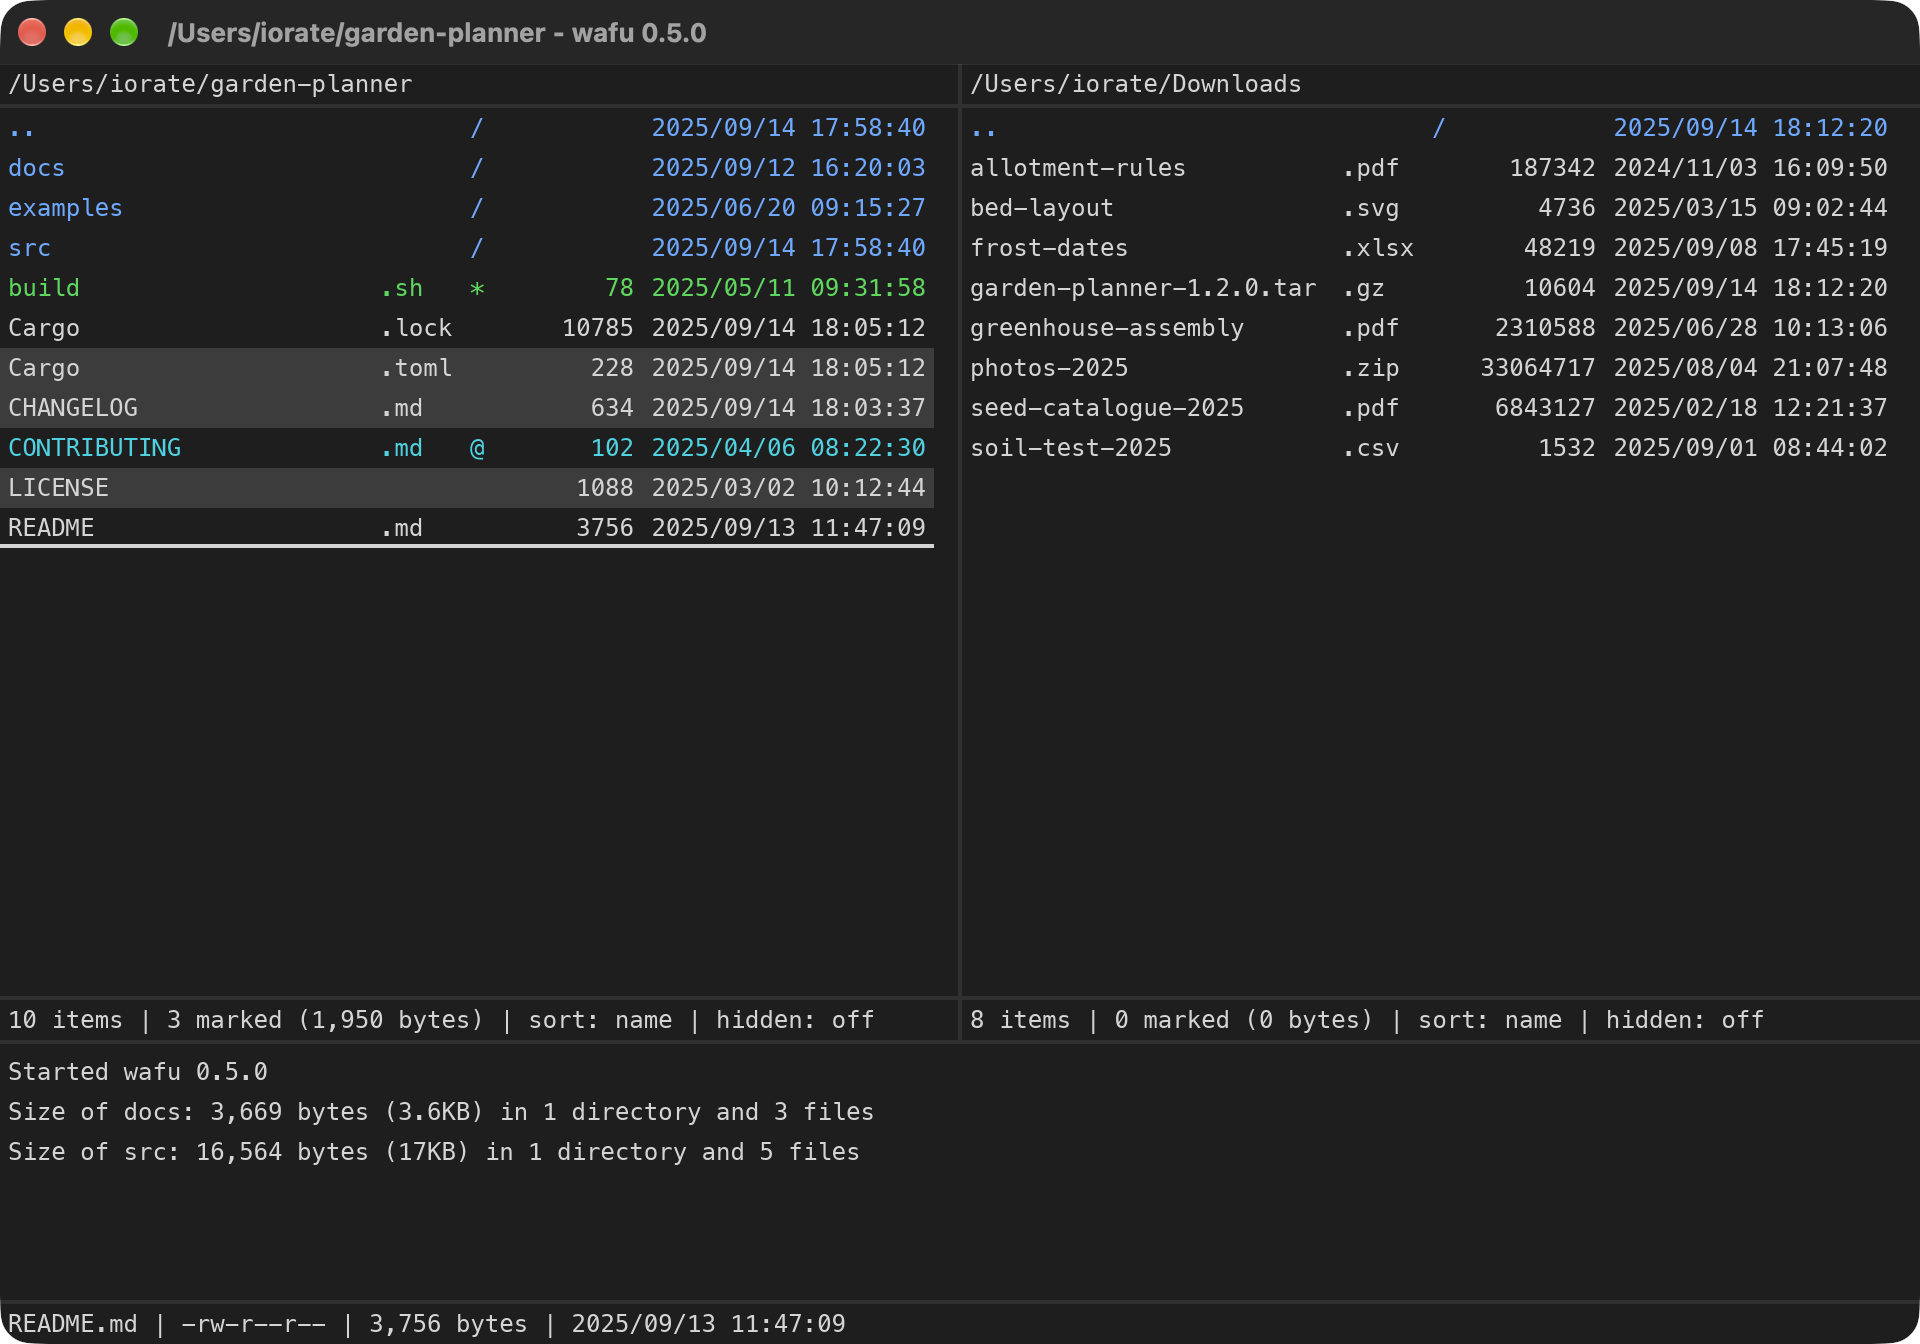 /Users/iorate/garden-planner - wafu 0.5.0
/Users/iorate/garden-planner
.. / 2025/09/14 17:58:40
docs / 2025/09/12 16:20:03
examples / 2025/06/20 09:15:27
src / 2025/09/14 17:58:40
build .sh * 78 2025/05/11 09:31:58
Cargo .lock 10785 2025/09/14 18:05:12
Cargo .toml 228 2025/09/14 18:05:12
CHANGELOG .md 634 2025/09/14 18:03:37
CONTRIBUTING .md @ 102 2025/04/06 08:22:30
LICENSE 1088 2025/03/02 10:12:44
README .md 3756 2025/09/13 11:47:09
10 items | 3 marked (1,950 bytes) | sort: name | hidden: off
/Users/iorate/Downloads
.. / 2025/09/14 18:12:20
allotment-rules .pdf 187342 2024/11/03 16:09:50
bed-layout .svg 4736 2025/03/15 09:02:44
frost-dates .xlsx 48219 2025/09/08 17:45:19
garden-planner-1.2.0.tar .gz 10604 2025/09/14 18:12:20
greenhouse-assembly .pdf 2310588 2025/06/28 10:13:06
photos-2025 .zip 33064717 2025/08/04 21:07:48
seed-catalogue-2025 .pdf 6843127 2025/02/18 12:21:37
soil-test-2025 .csv 1532 2025/09/01 08:44:02
8 items | 0 marked (0 bytes) | sort: name | hidden: off
Started wafu 0.5.0
Size of docs: 3,669 bytes (3.6KB) in 1 directory and 3 files
Size of src: 16,564 bytes (17KB) in 1 directory and 5 files
README.md | -rw-r--r-- | 3,756 bytes | 2025/09/13 11:47:09